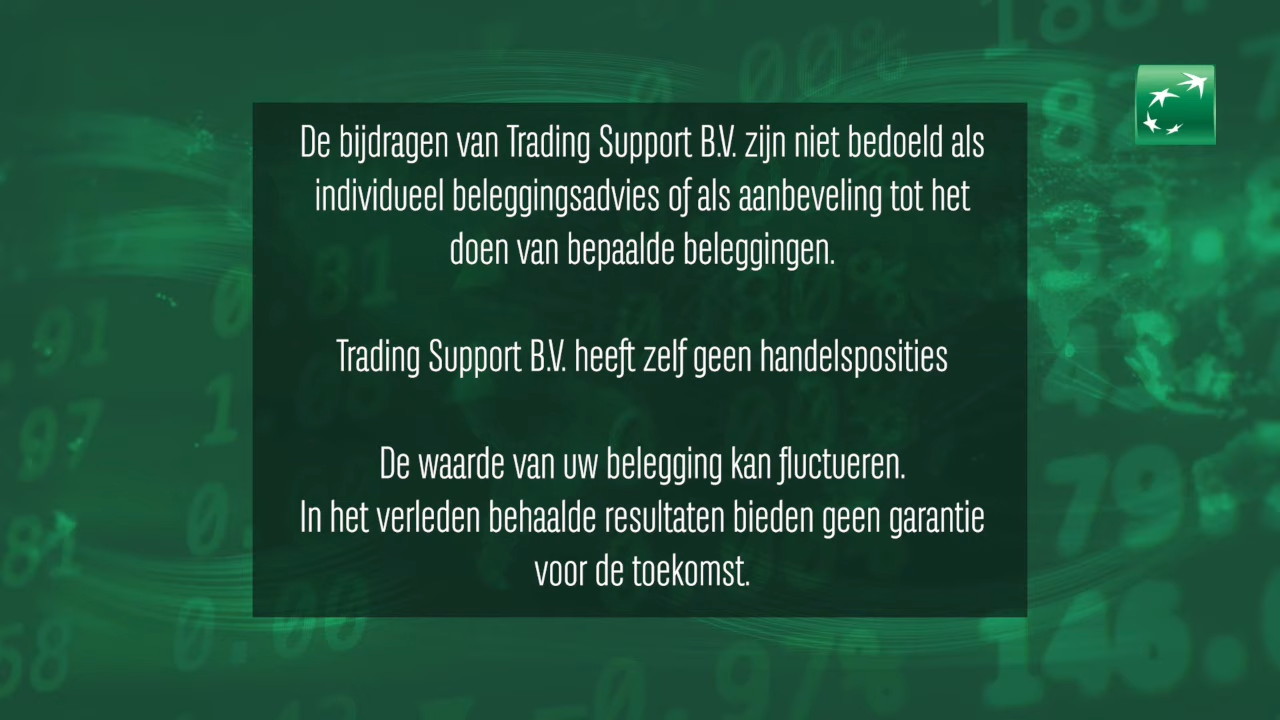 De bijdragen van Trading Support B.V. zijn niet bedoeld als
individueel beleggingsadvies of als aanbeveling tot het
doen van bepaalde beleggingen.
Trading Support B.V. heeft zelf geen handelsposities
De waarde van uw belegging kan fluctueren.
In het verleden behaalde resultaten bieden geen garantie
voor de toekomst.